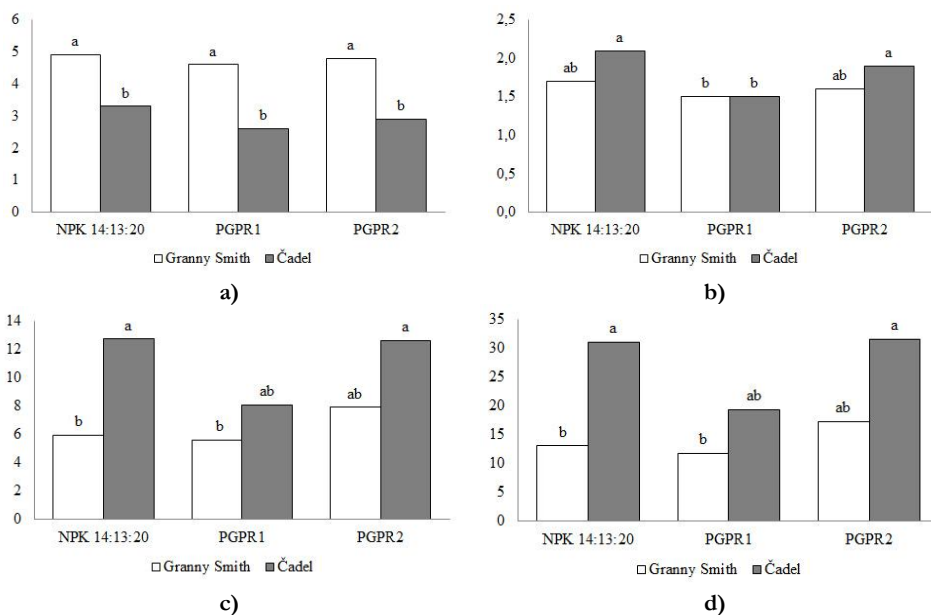 6
5
4
3
2
1
0
a
b
a
b
a
b
NPK 14:13:20 PGPR1 PGPR2
Granny Smith Čadel
a)
2,5
2,0
1,5
1,0
0,5
0,0
ab
a
b
b
ab
a
NPK 14:13:20 PGPR1 PGPR2
Granny Smith Čadel
b)
14
12
10
8
6
4
2
0
b
a
b
ab
ab
a
NPK 14:13:20 PGPR1 PGPR2
Granny Smith Čadel
c)
35
30
25
20
15
10
5
0
b
a
b
ab
ab
a
NPK 14:13:20 PGPR1 PGPR2
Granny Smith Čadel
d)